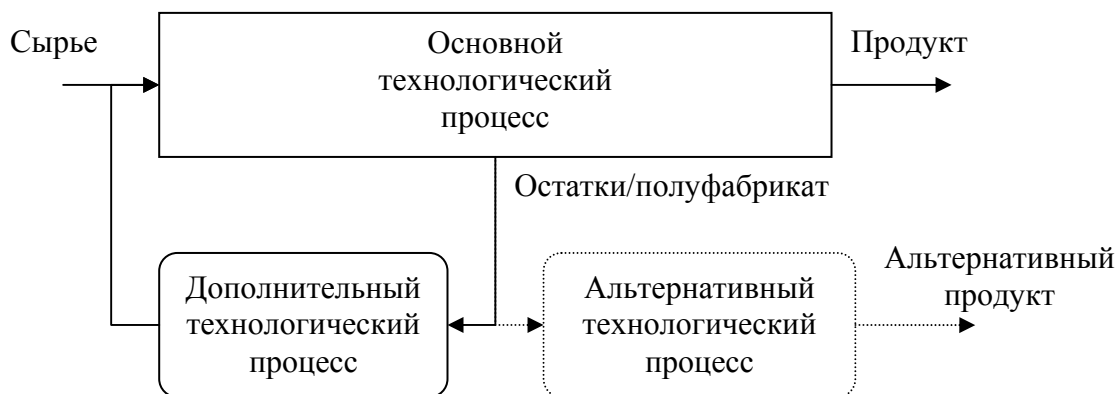 Сырье
Основной
технологический
процесс
Продукт
Остатки/полуфабрикат
Дополнительный
технологический
процесс
Альтернативный
технологический
процесс
Альтернативный
продукт